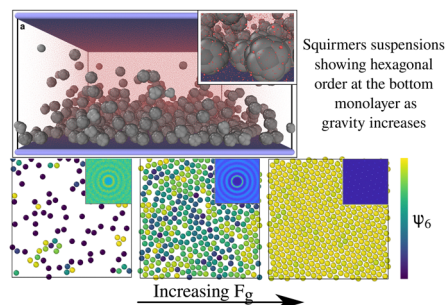 a
Squirmers suspensions
showing hexagonal
order at the bottom
monolayer as
gravity increases
Ψ6
Increasing Fg